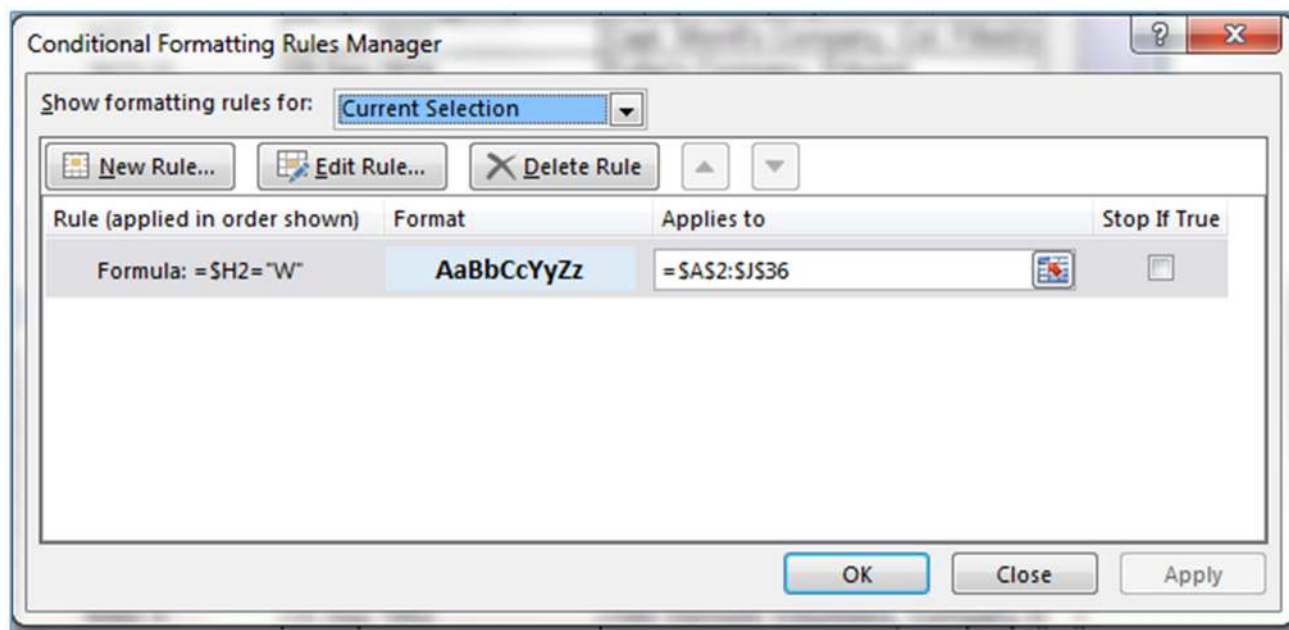 Conditional Formatting Rules Manager
Show formatting rules for: Current Selection
New Rule... Edit Rule... Delete Rule
Rule (applied in order shown) Format Applies to Stop If True
Formula: =$H2="W" AaBbCcYyZz =$A$2:$J$36
OK Close Apply